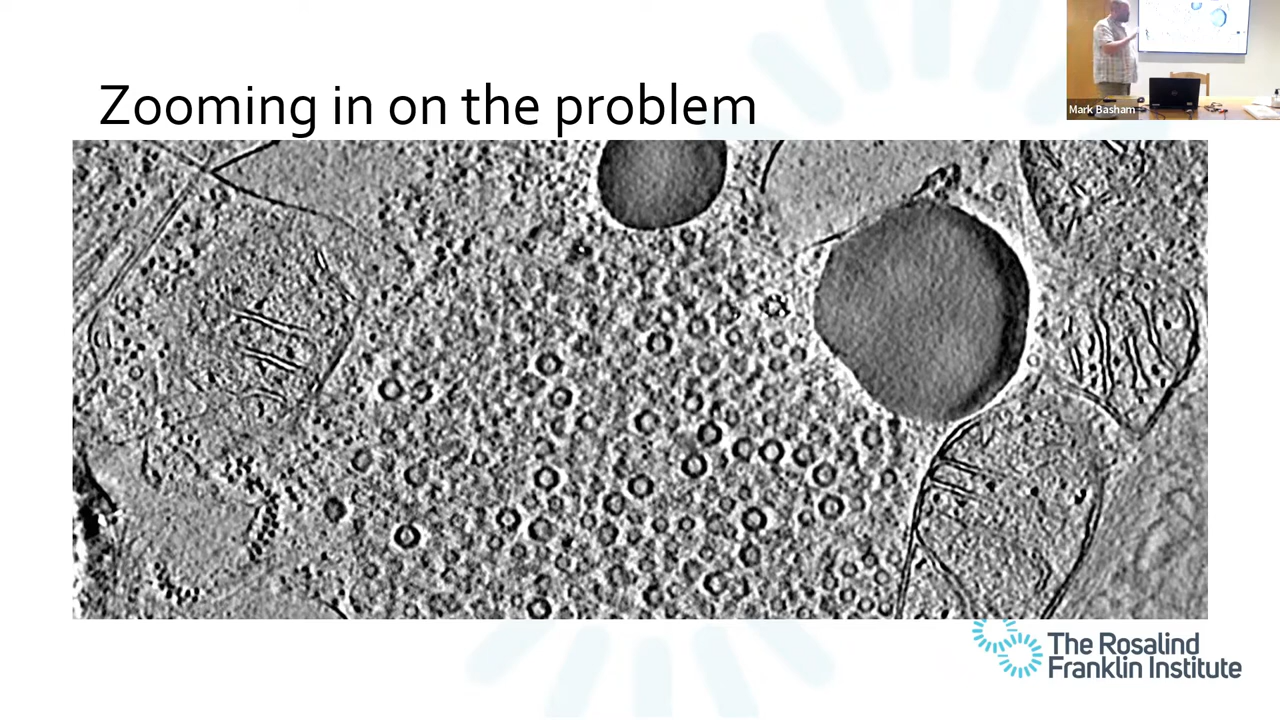 Zooming in on the problem
Mark Basham
The Rosalind
Franklin Institute